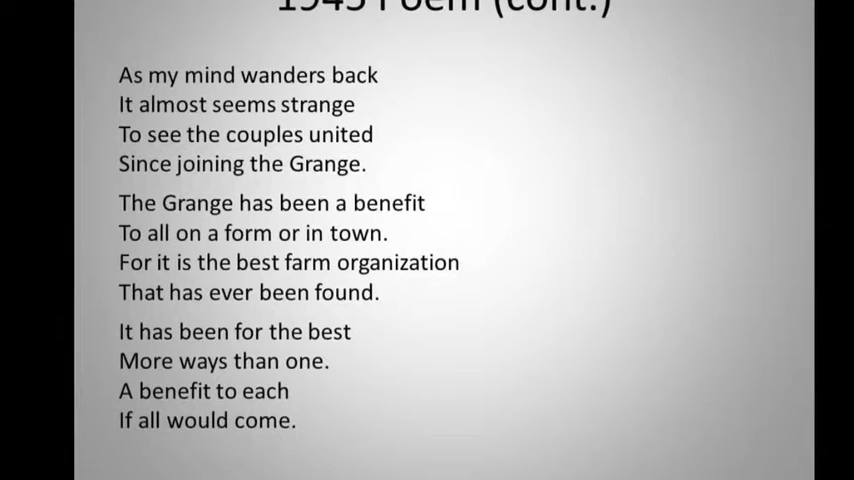 1945 Poem (cont.)
As my mind wanders back
It almost seems strange
To see the couples united
Since joining the Grange.
The Grange has been a benefit
To all on a form or in town.
For it is the best farm organization
That has ever been found.
It has been for the best
More ways than one.
A benefit to each
If all would come.